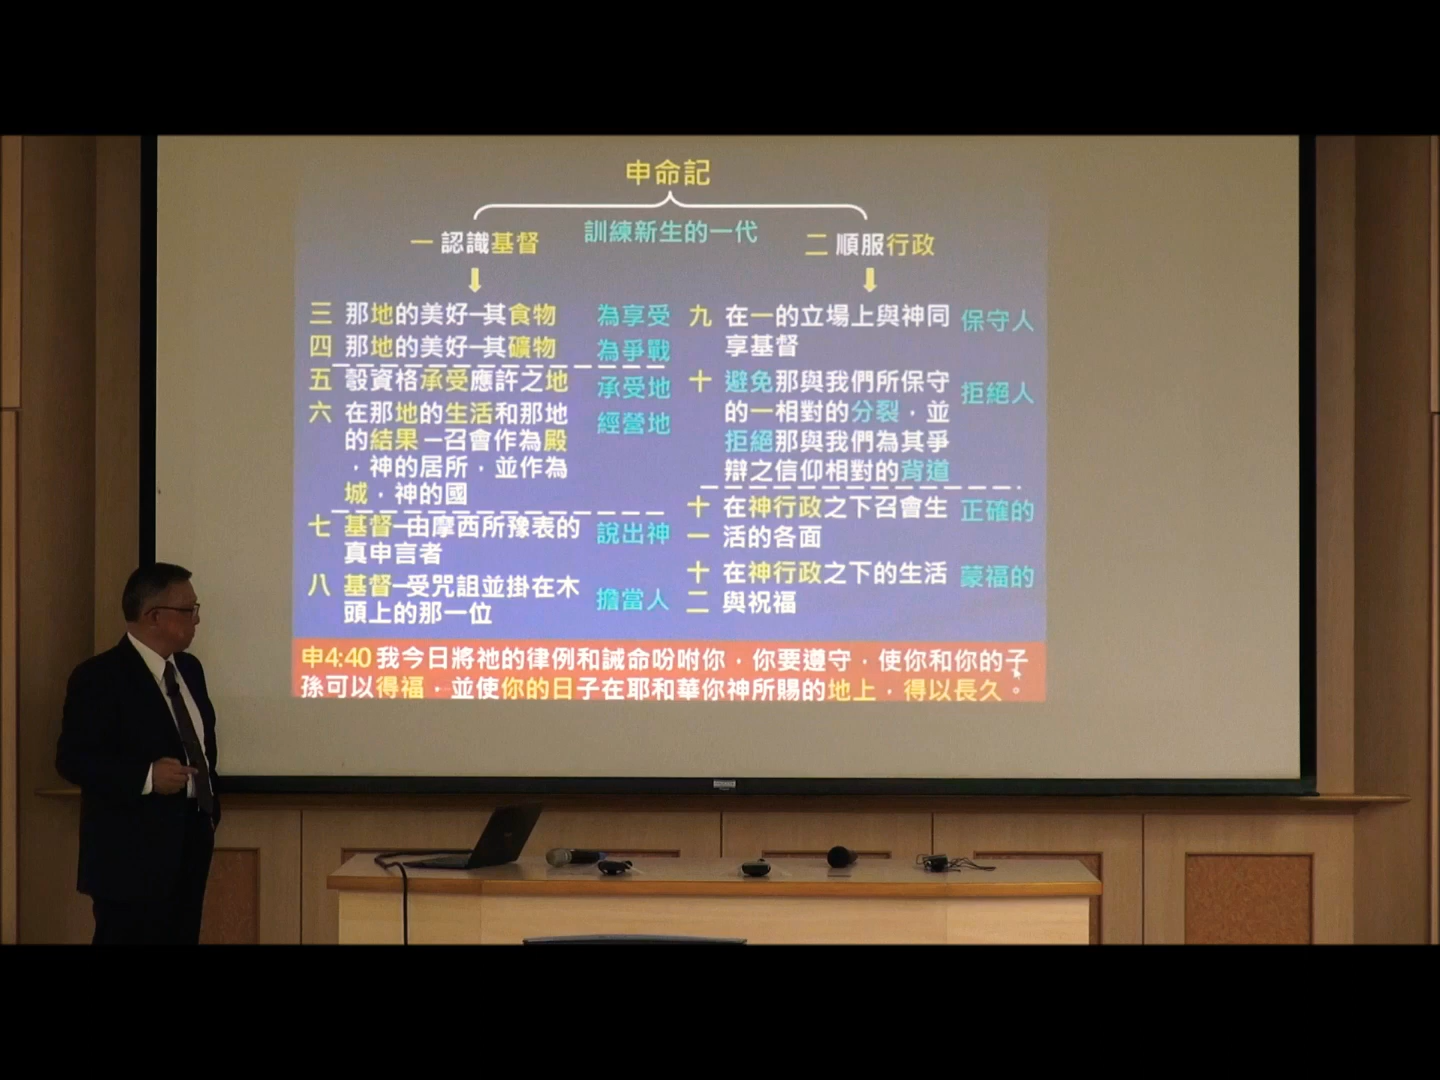 申命記
訓練新生的一代
一 認識基督
二 順服行政
三 那地的美好─其食物 為享受
四 那地的美好─其礦物 為爭戰
五 彀資格承受應許之地 承受地
六 在那地的生活和那地 經營地
的結果─召會作為殿
，神的居所，並作為
城，神的國
七 基督─由摩西所豫表的 說出神
真申言者
八 基督─受咒詛並掛在木 擔當人
頭上的那一位
九 在一的立場上與神同 保守人
享基督
十 避免那與我們所保守 拒絕人
的一相對的分裂，並
拒絕那與我們為其爭
辯之信仰相對的背道
十一 在神行政之下召會生 正確的
活的各面
十二 在神行政之下的生活 蒙福的
與祝福
申4:40 我今日將祂的律例和誡命吩咐你，你要遵守，使你和你的子
孫可以得福，並使你的日子在耶和華你神所賜的地上，得以長久。